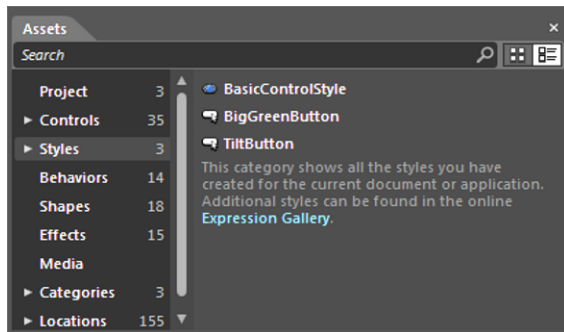 Assets
Search
Project 3
Controls 35
Styles 3
Behaviors 14
Shapes 18
Effects 15
Media
Categories 3
Locations 155
BasicControlStyle
BigGreenButton
TiltButton
This category shows all the styles you have
created for the current document or application.
Additional styles can be found in the online
Expression Gallery.